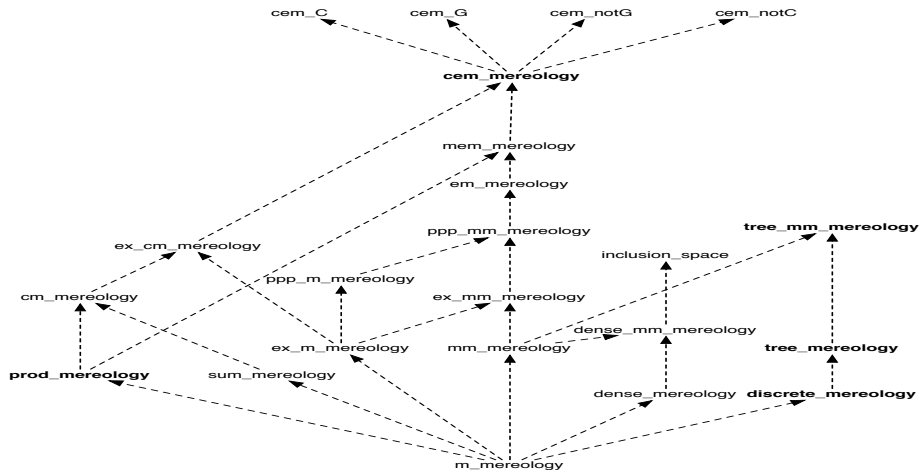 cem_C
cem_G
cem_notG
cem_notC
cem_mereology
mem_mereology
em_mereology
ppp_mm_mereology
tree_mm_mereology
ex_cm_mereology
inclusion_space
ppp_m_mereology
cm_mereology
ex_mm_mereology
dense_mm_mereology
ex_m_mereology
mm_mereology
tree_mereology
prod_mereology
sum_mereology
dense_mereology
discrete_mereology
m_mereology